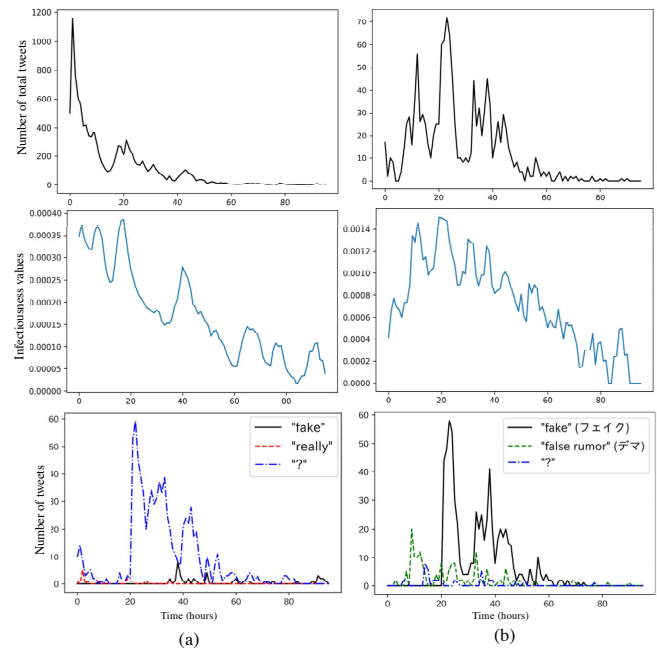 Number of total tweets
1200
1000
800
600
400
200
0
0 20 40 60 80
70
60
50
40
30
20
10
0
0 20 40 60 80
Infectiousness values
0.00040
0.00035
0.00030
0.00025
0.00020
0.00015
0.00010
0.00005
0.00000
0 20 40 60 80
0.0014
0.0012
0.0010
0.0008
0.0006
0.0004
0.0002
0.0000
0 20 40 60 80
Number of tweets
60
50
40
30
20
10
0
"fake"
"really"
"?"
0 20 40 60 80
Time (hours)
(a)
60
50
40
30
20
10
0
"fake" (フェイク)
"false rumor" (デマ)
"?"
0 20 40 60 80
Time (hours)
(b)